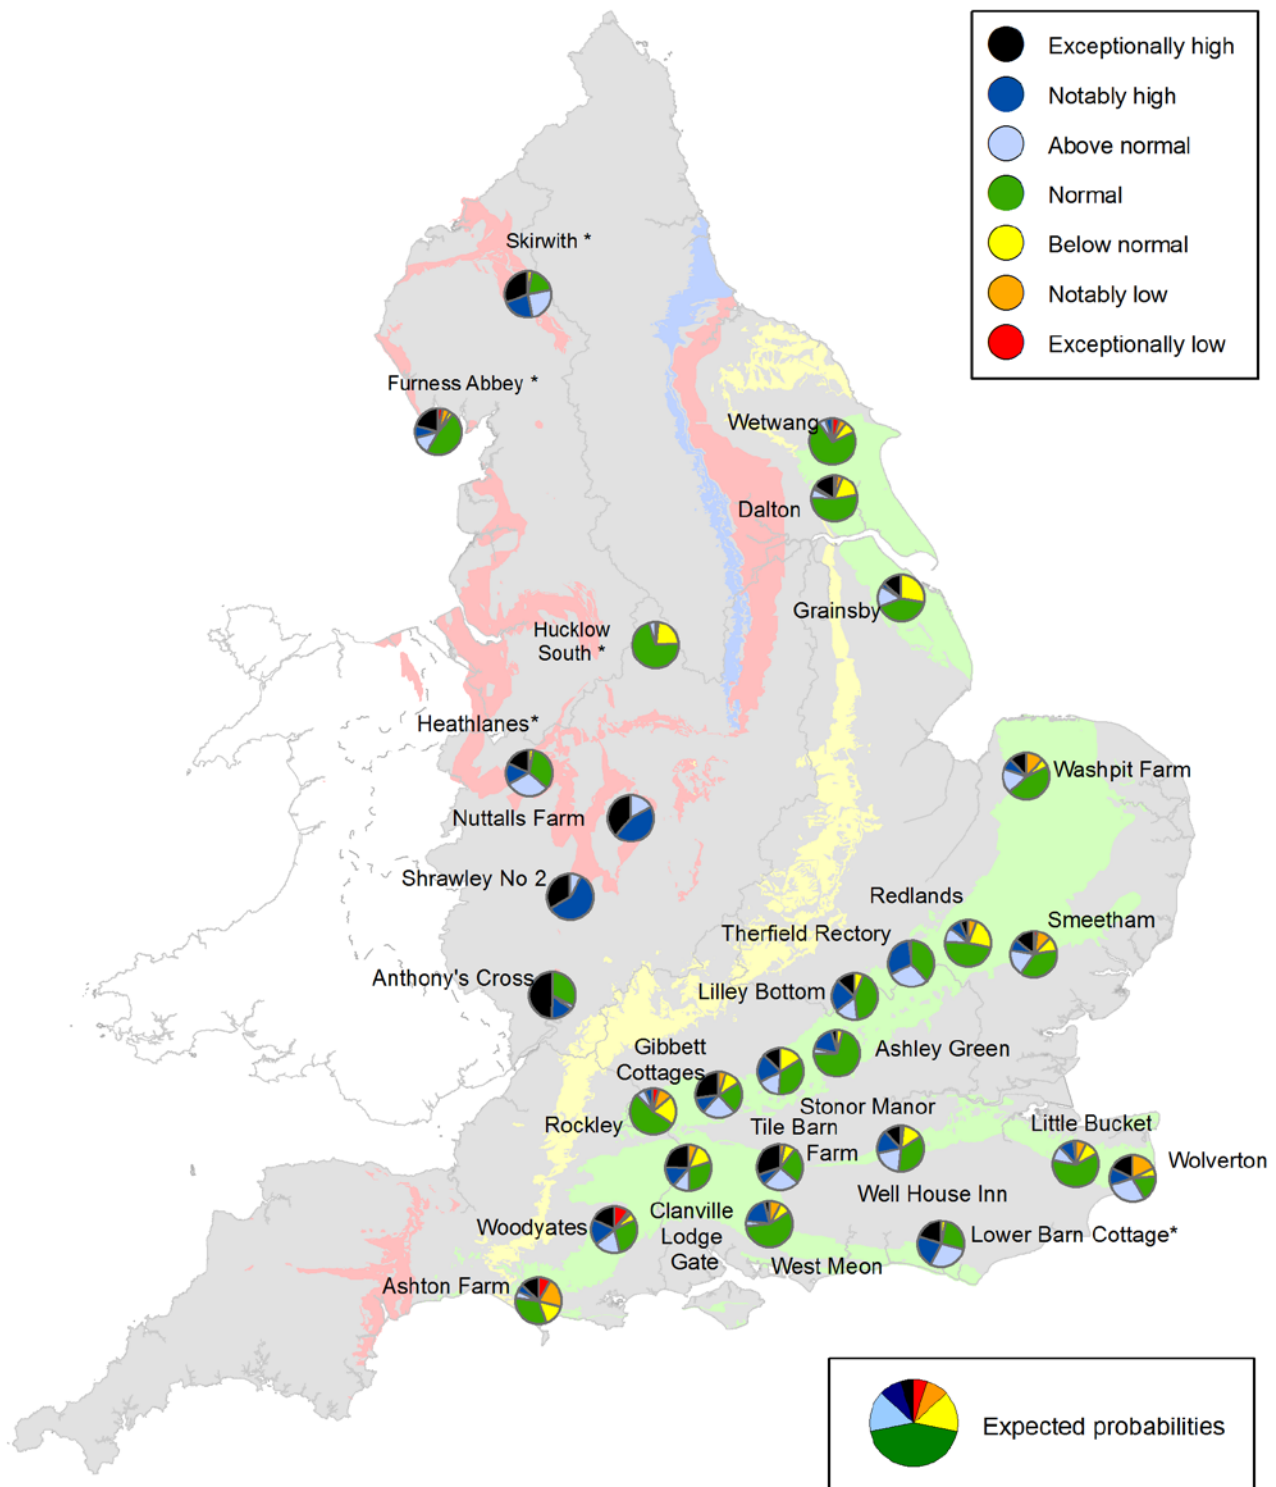 Exceptionally high
Notably high
Above normal
Normal
Below normal
Notably low
Exceptionally low
Skirwith *
Furness Abbey *
Wetwang
Dalton
Grainsby
Hucklow
South *
Heathlanes*
Washpit Farm
Nuttalls Farm
Shrawley No 2
Redlands
Smeetham
Therfield Rectory
Anthony's Cross
Lilley Bottom
Gibbett
Cottages
Ashley Green
Rockley
Stonor Manor
Tile Barn
Farm
Little Bucket
Wolverton
Well House Inn
Clanville
Lodge
Gate
Woodyates
Lower Barn Cottage*
West Meon
Ashton Farm
Expected probabilities